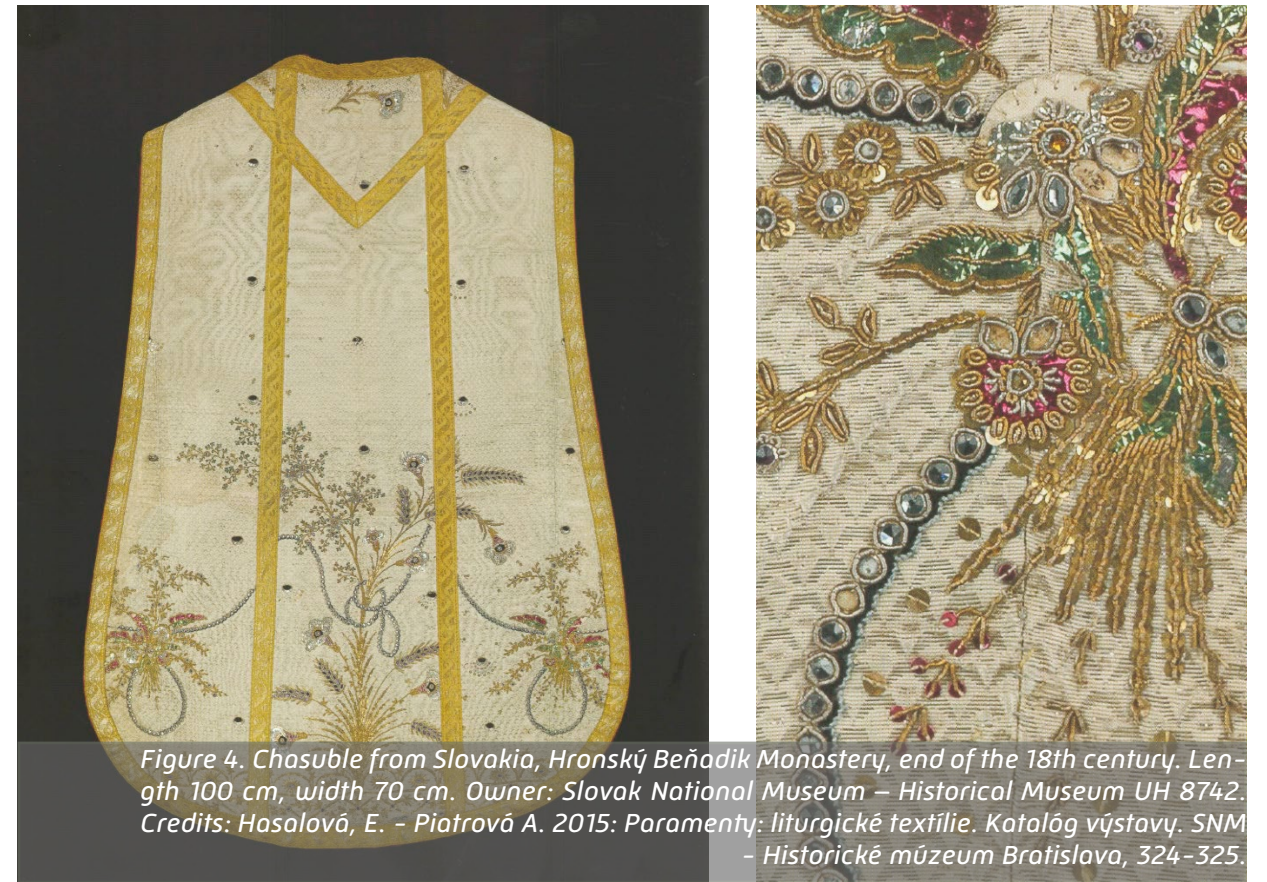 Figure 4. Chasuble from Slovakia, Hronský Beňadik Monastery, end of the 18th century. Len-
gth 100 cm, width 70 cm. Owner: Slovak National Museum – Historical Museum UH 8742.
Credits: Hasalová, E. - Piatrová A. 2015: Paramenty: liturgické textílie. Katalóg výstavy. SNM
- Historické múzeum Bratislava, 324-325.